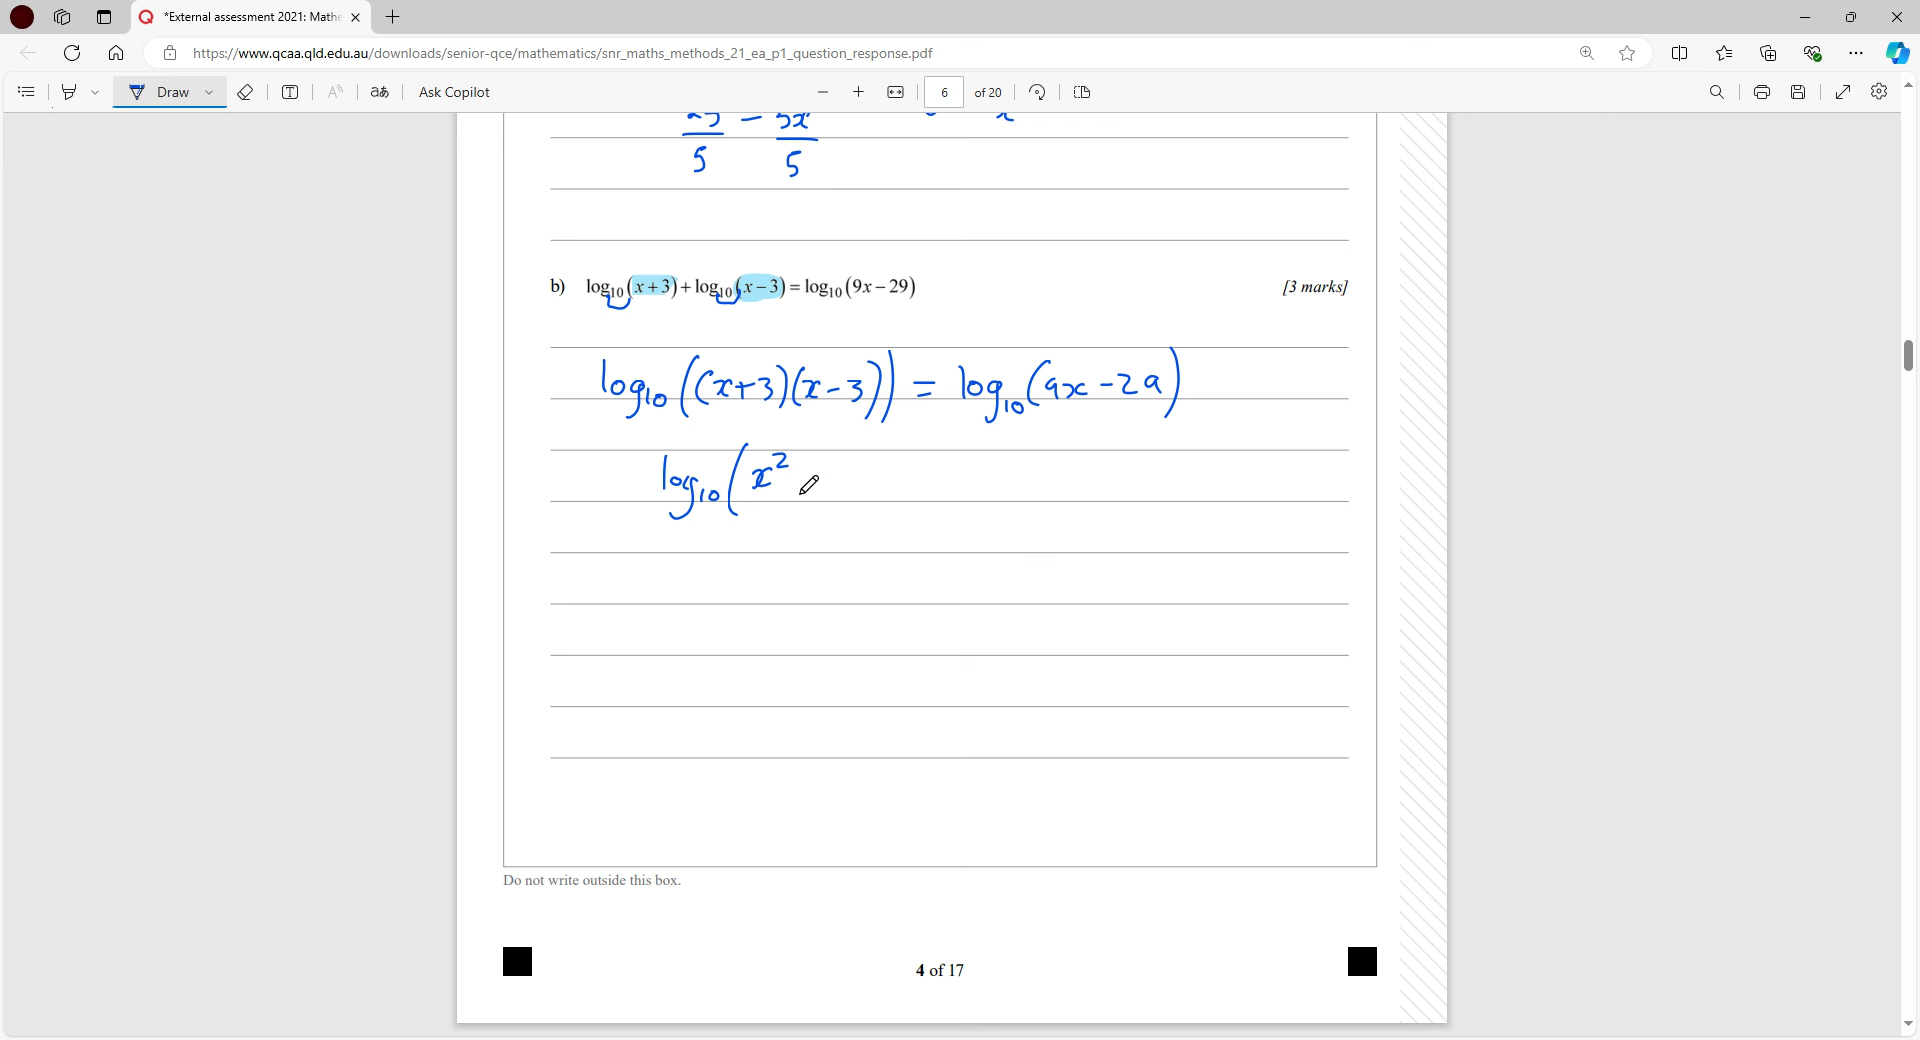 *External assessment 2021: Mathe
https://www.qcaa.qld.edu.au/downloads/senior-qce/mathematics/snr_maths_methods_21_ea_p1_question_response.pdf
Draw
T
aあ
Ask Copilot
6 of 20
5 5
b) log₁₀(x+3)+log₁₀(x−3)=log₁₀(9x−29) [3 marks]
log₁₀((x+3)(x−3)) = log₁₀(9x−29)
log₁₀(x²
Do not write outside this box.
4 of 17